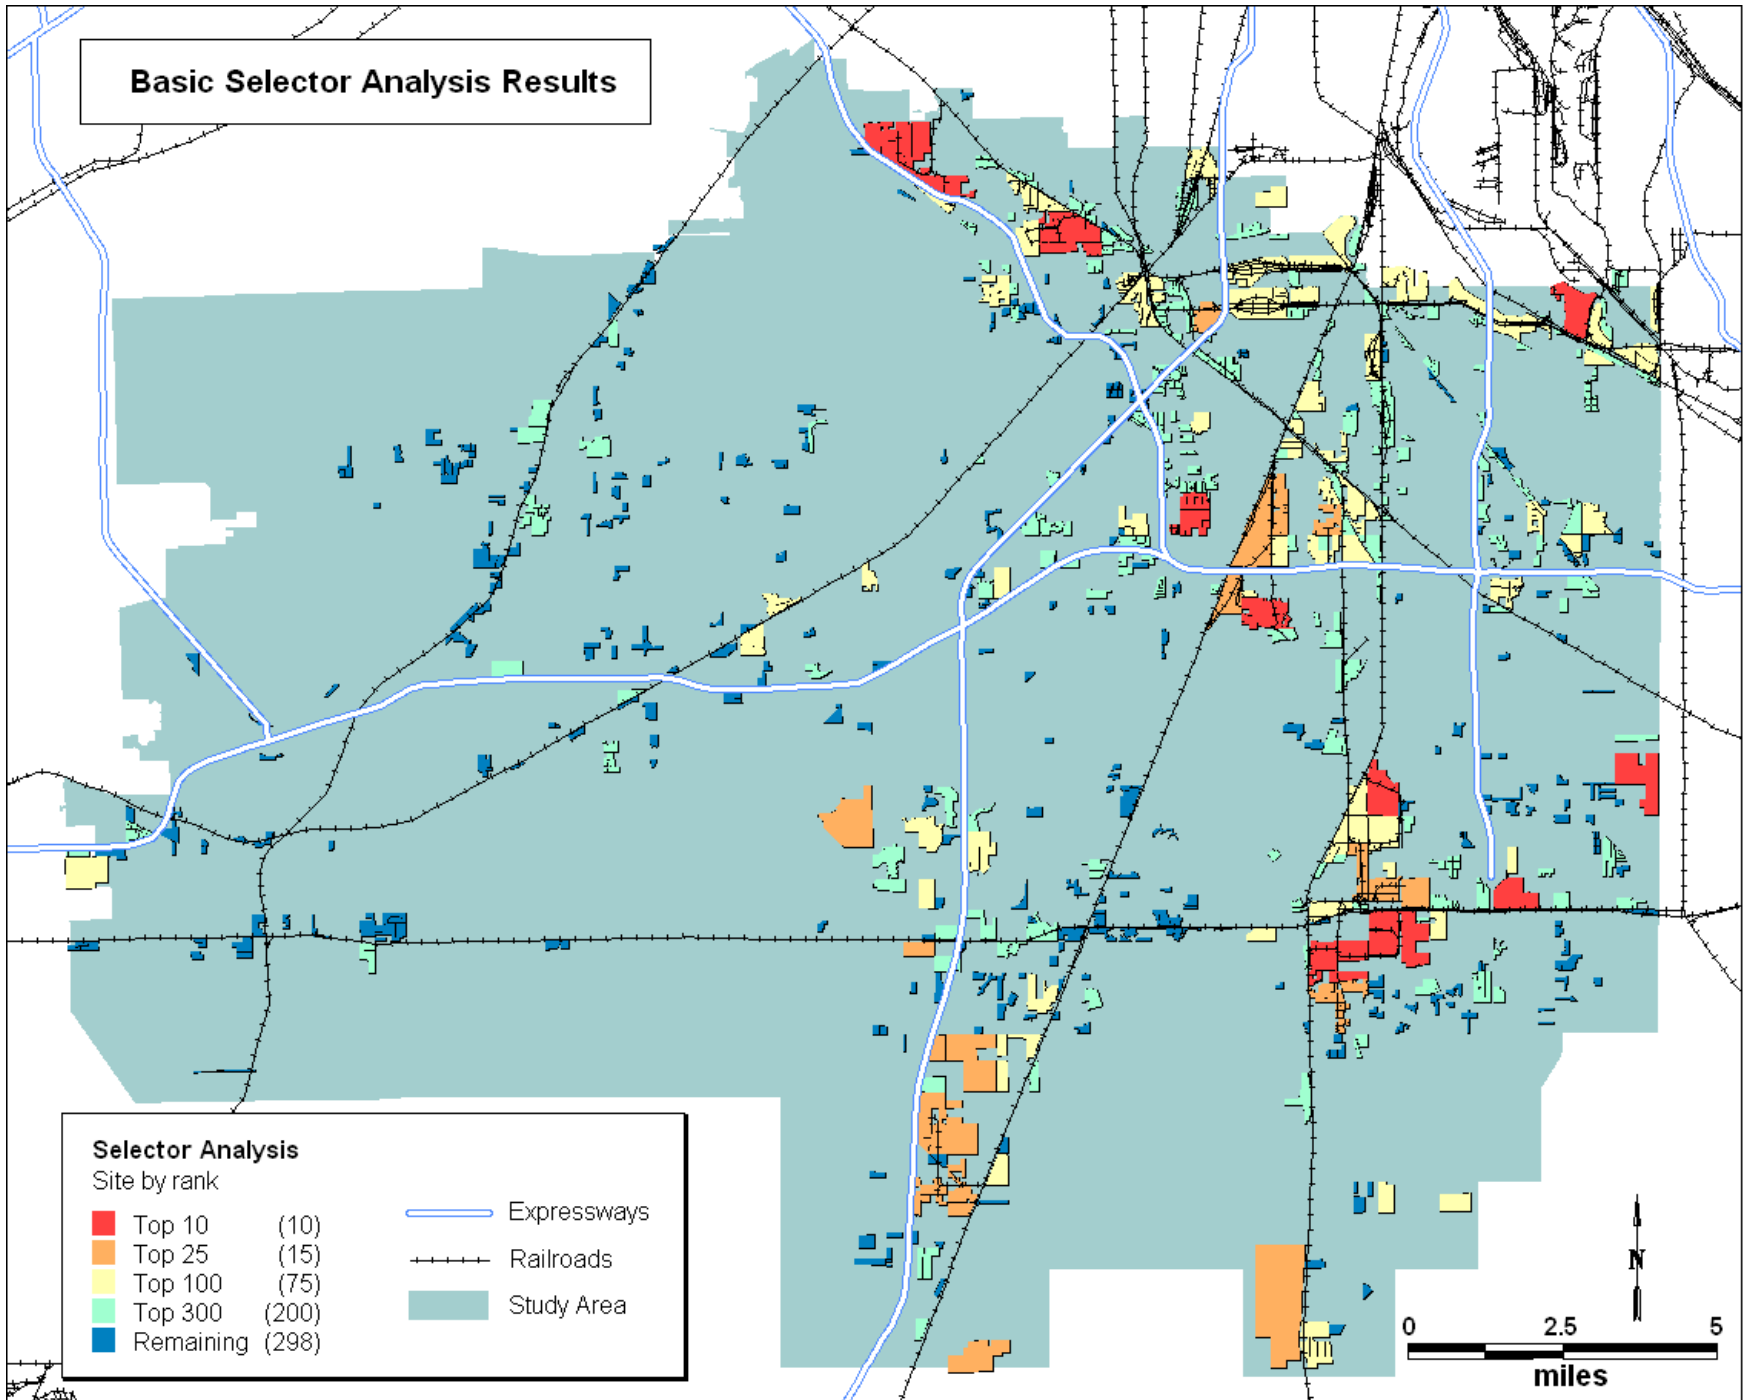 Basic Selector Analysis Results
Selector Analysis
Site by rank
Top 10 (10)
Top 25 (15)
Top 100 (75)
Top 300 (200)
Remaining (298)
Expressways
Railroads
Study Area
N
0 2.5 5
miles